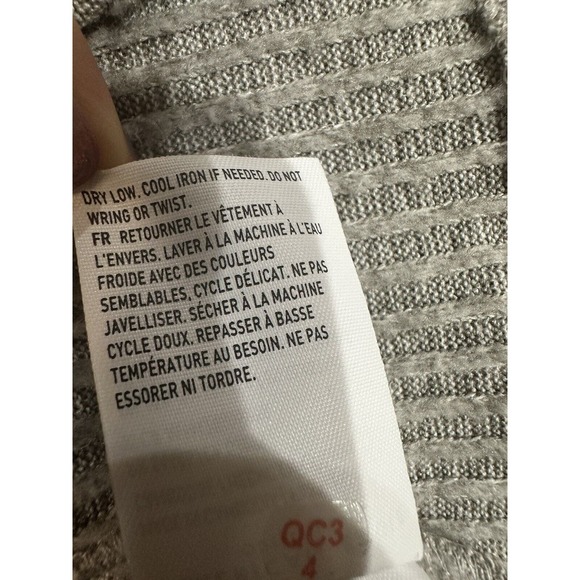 DRY LOW. COOL IRON IF NEEDED. DO NOT
WRING OR TWIST.
FR RETOURNER LE VÊTEMENT À
L'ENVERS. LAVER À LA MACHINE À L'EAU
FROIDE AVEC DES COULEURS
SEMBLABLES, CYCLE DÉLICAT. NE PAS
JAVELLISER. SÉCHER À LA MACHINE
CYCLE DOUX. REPASSER À BASSE
TEMPÉRATURE AU BESOIN. NE PAS
ESSORER NI TORDRE.
QC3
4